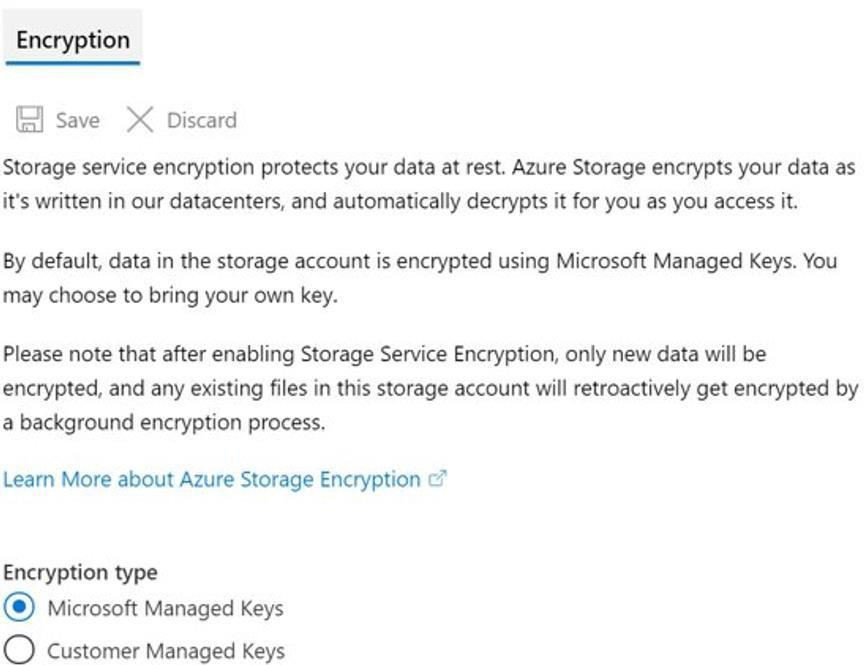 Encryption
Save Discard
Storage service encryption protects your data at rest. Azure Storage encrypts your data as
it's written in our datacenters, and automatically decrypts it for you as you access it.
By default, data in the storage account is encrypted using Microsoft Managed Keys. You
may choose to bring your own key.
Please note that after enabling Storage Service Encryption, only new data will be
encrypted, and any existing files in this storage account will retroactively get encrypted by
a background encryption process.
Learn More about Azure Storage Encryption
Encryption type
Microsoft Managed Keys
Customer Managed Keys